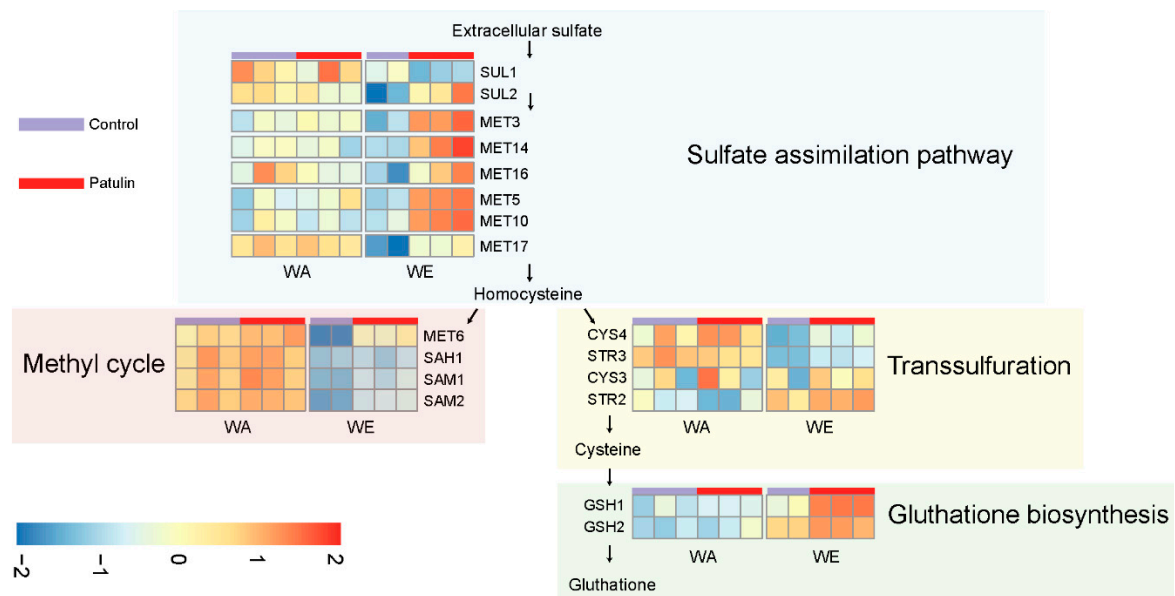 Extracellular sulfate
SUL1
SUL2
Control
MET3
MET14
Sulfate assimilation pathway
Patulin
MET16
MET5
MET10
MET17
WA
WE
Homocysteine
Methyl cycle
MET6
SAH1
SAM1
SAM2
WA
WE
CYS4
STR3
CYS3
STR2
Transsulfuration
WA
WE
Cysteine
GSH1
GSH2
Gluthatione biosynthesis
WA
WE
Gluthatione
-2
-1
0
1
2